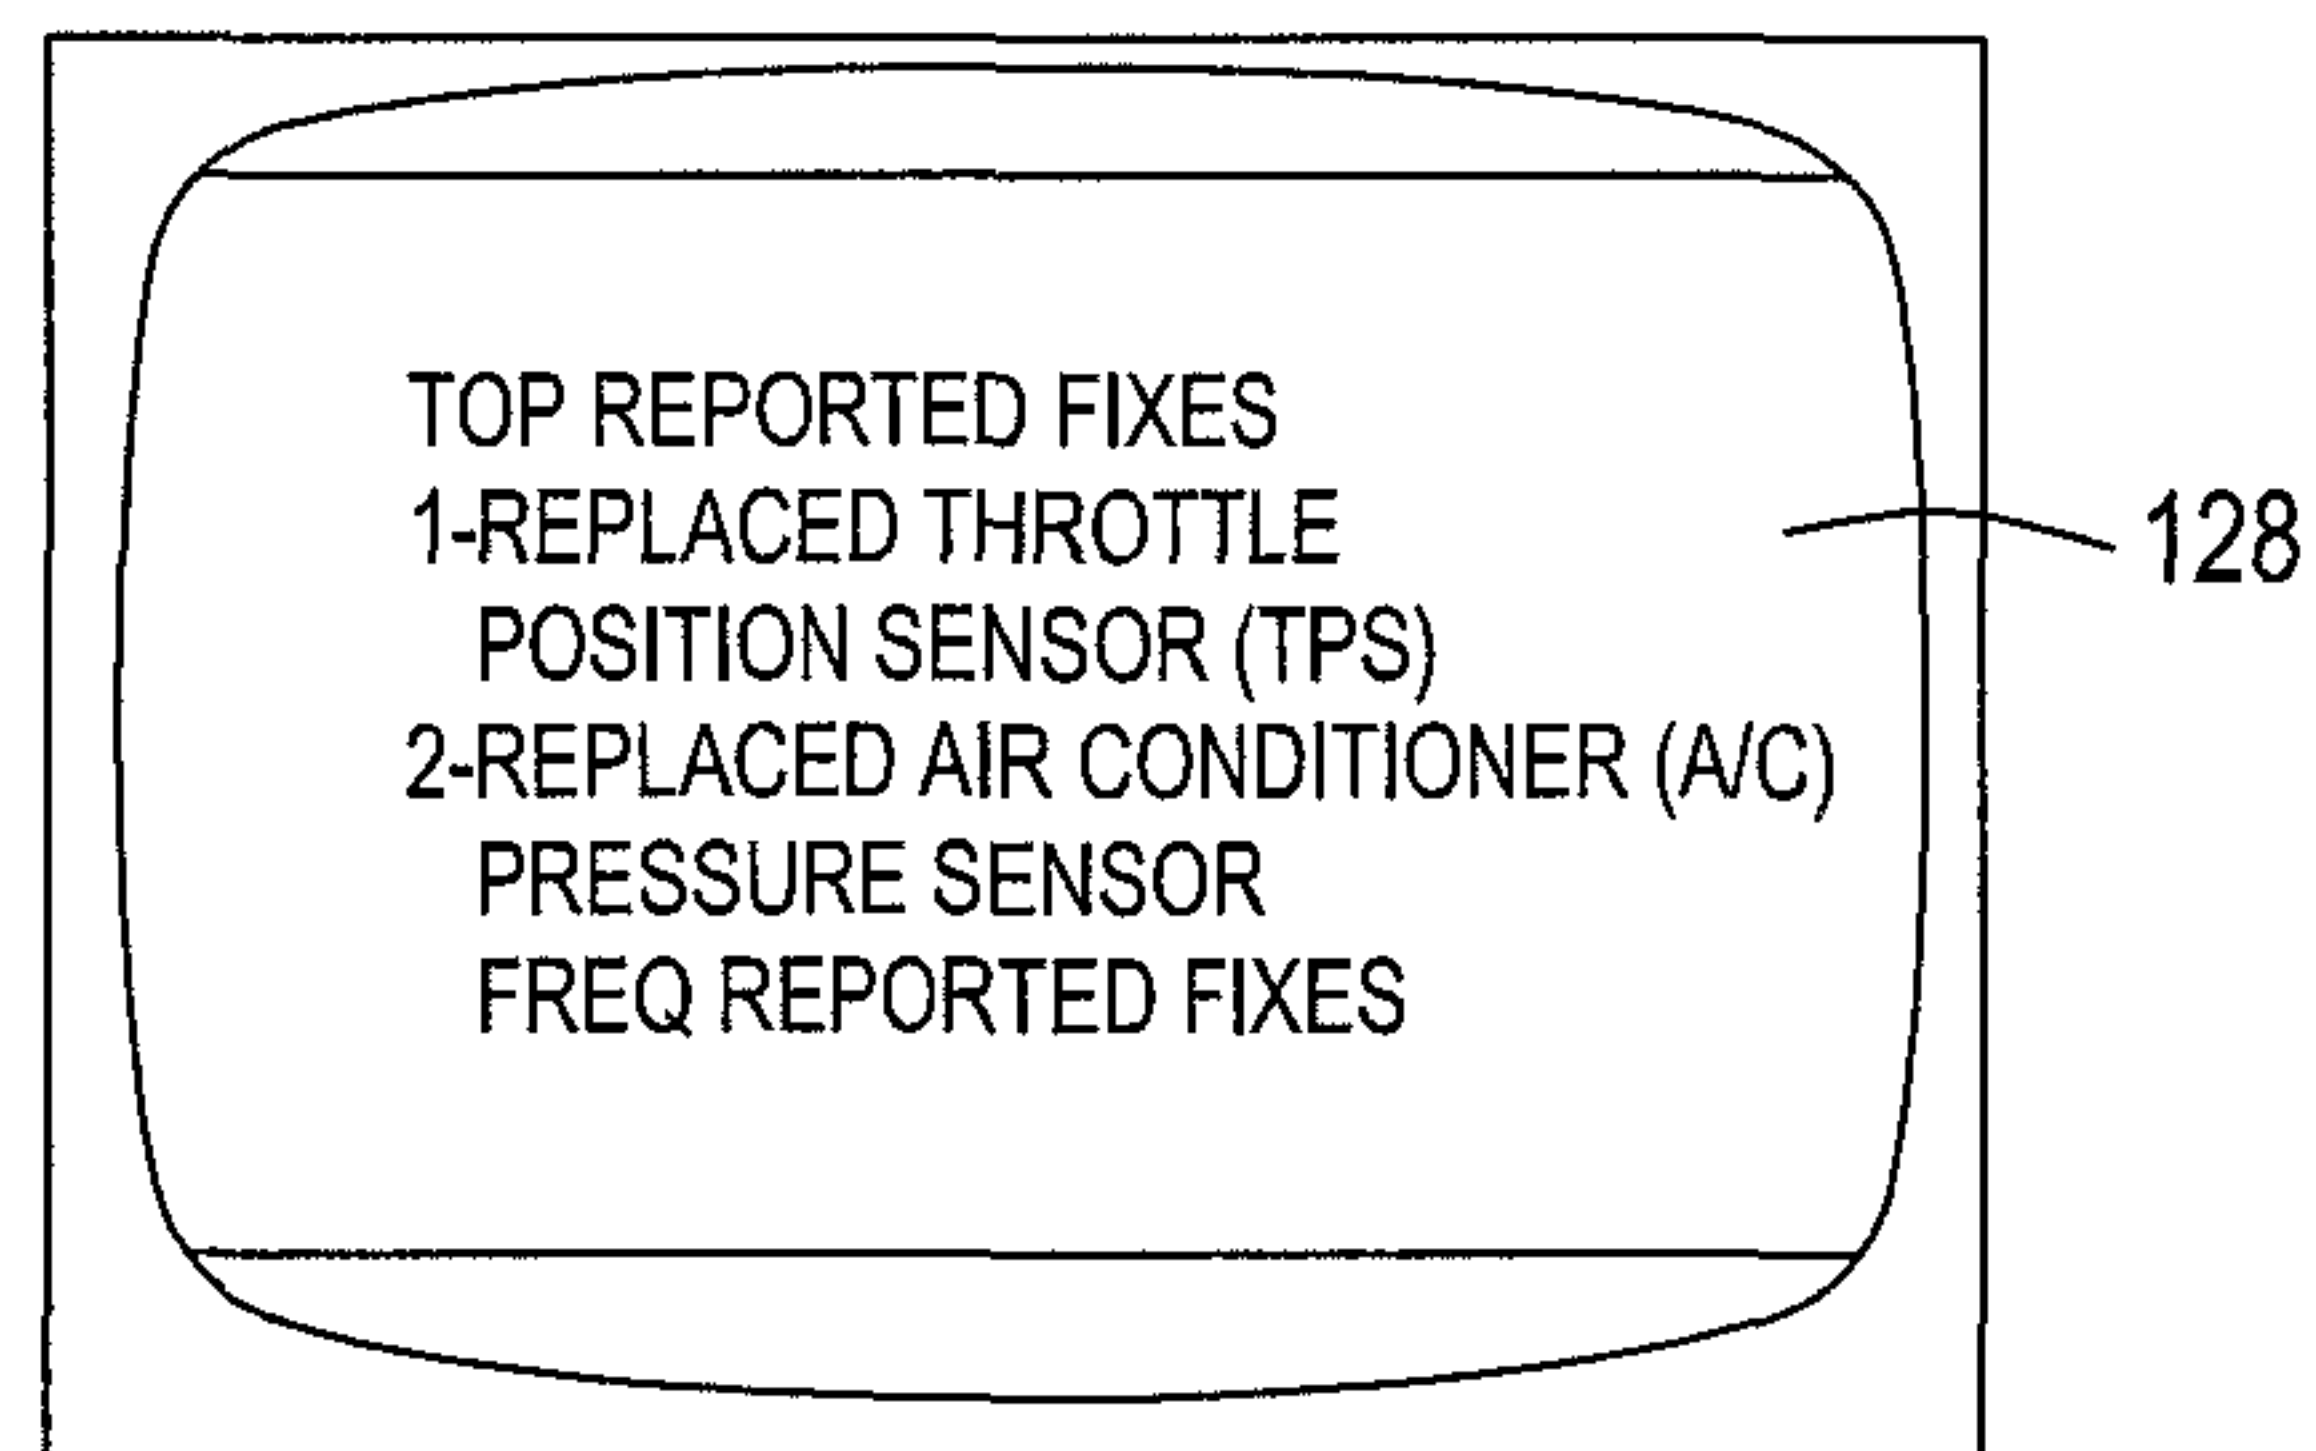 TOP REPORTED FIXES
1-REPLACED THROTTLE
POSITION SENSOR (TPS)
2-REPLACED AIR CONDITIONER (A/C)
PRESSURE SENSOR
FREQ REPORTED FIXES
128